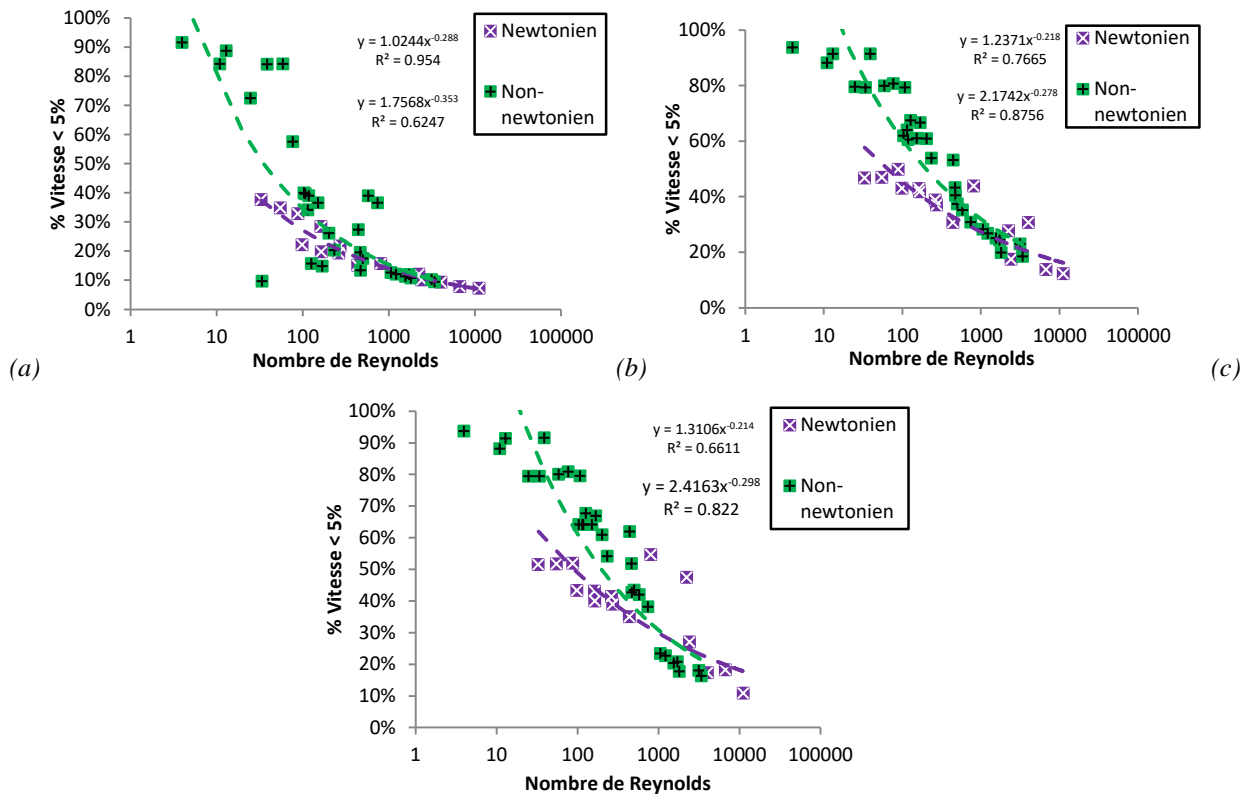 100%
90%
80%
70%
60%
50%
40%
30%
20%
10%
0%
% Vitesse < 5%
y = 1.0244x^-0.288
R² = 0.954
y = 1.7568x^-0.353
R² = 0.6247
Newtonien
Non-
newtonien
1 10 100 1000 10000 100000
Nombre de Reynolds
(a)
100%
90%
80%
70%
60%
50%
40%
30%
20%
10%
0%
% Vitesse < 5%
y = 1.2371x^-0.218
R² = 0.7665
y = 2.1742x^-0.278
R² = 0.8756
Newtonien
Non-
newtonien
1 10 100 1000 10000 100000
Nombre de Reynolds
(b)
(c)
100%
90%
80%
70%
60%
50%
40%
30%
20%
10%
0%
% Vitesse < 5%
y = 1.3106x^-0.214
R² = 0.6611
y = 2.4163x^-0.298
R² = 0.822
Newtonien
Non-
newtonien
1 10 100 1000 10000 100000
Nombre de Reynolds